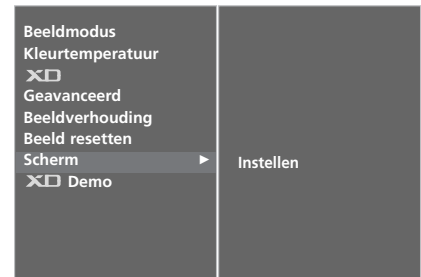 Beeldmodus
Kleurtemperatuur
XD
Geavanceerd
Beeldverhouding
Beeld resetten
Scherm ►
Instellen
XD Demo